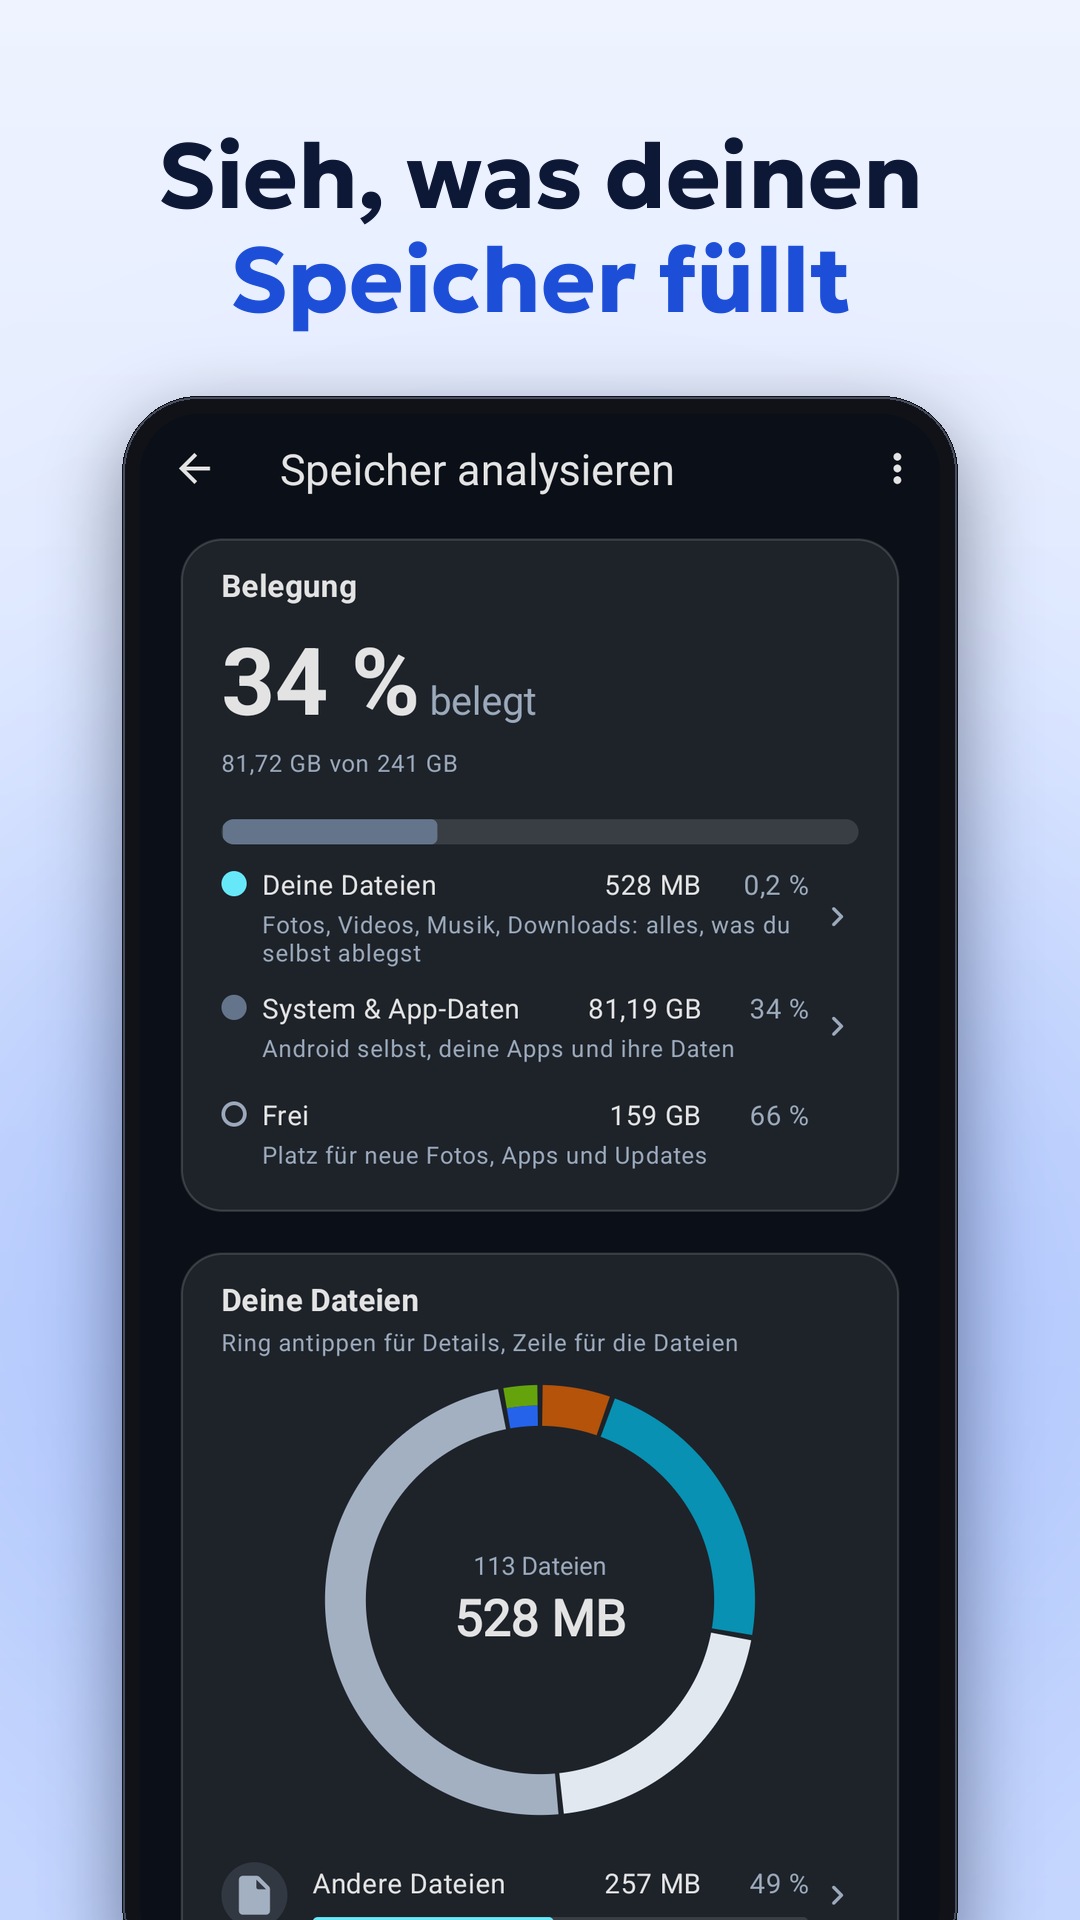 Sieh, was deinen
Speicher füllt
Speicher analysieren
Belegung
34 % belegt
81,72 GB von 241 GB
Deine Dateien 528 MB 0,2 %
Fotos, Videos, Musik, Downloads: alles, was du
selbst ablegst
System & App-Daten 81,19 GB 34 %
Android selbst, deine Apps und ihre Daten
Frei 159 GB 66 %
Platz für neue Fotos, Apps und Updates
Deine Dateien
Ring antippen für Details, Zeile für die Dateien
113 Dateien
528 MB
Andere Dateien 257 MB 49 %